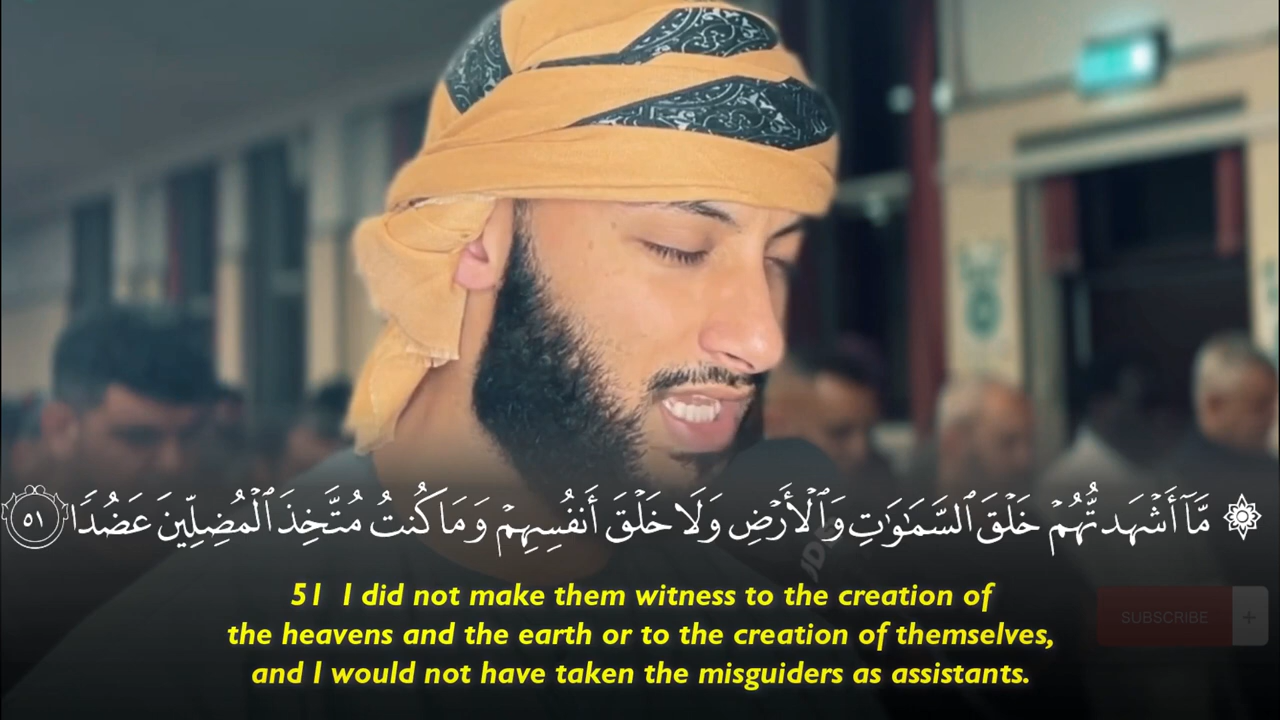 ۞ مَّآ أَشْهَدتُّهُمْ خَلْقَ ٱلسَّمَٰوَٰتِ وَٱلْأَرْضِ وَلَا خَلْقَ أَنفُسِهِمْ وَمَا كُنتُ مُتَّخِذَ ٱلْمُضِلِّينَ عَضُدًا ٥١
51 I did not make them witness to the creation of
the heavens and the earth or to the creation of themselves,
and I would not have taken the misguiders as assistants.
SUBSCRIBE +